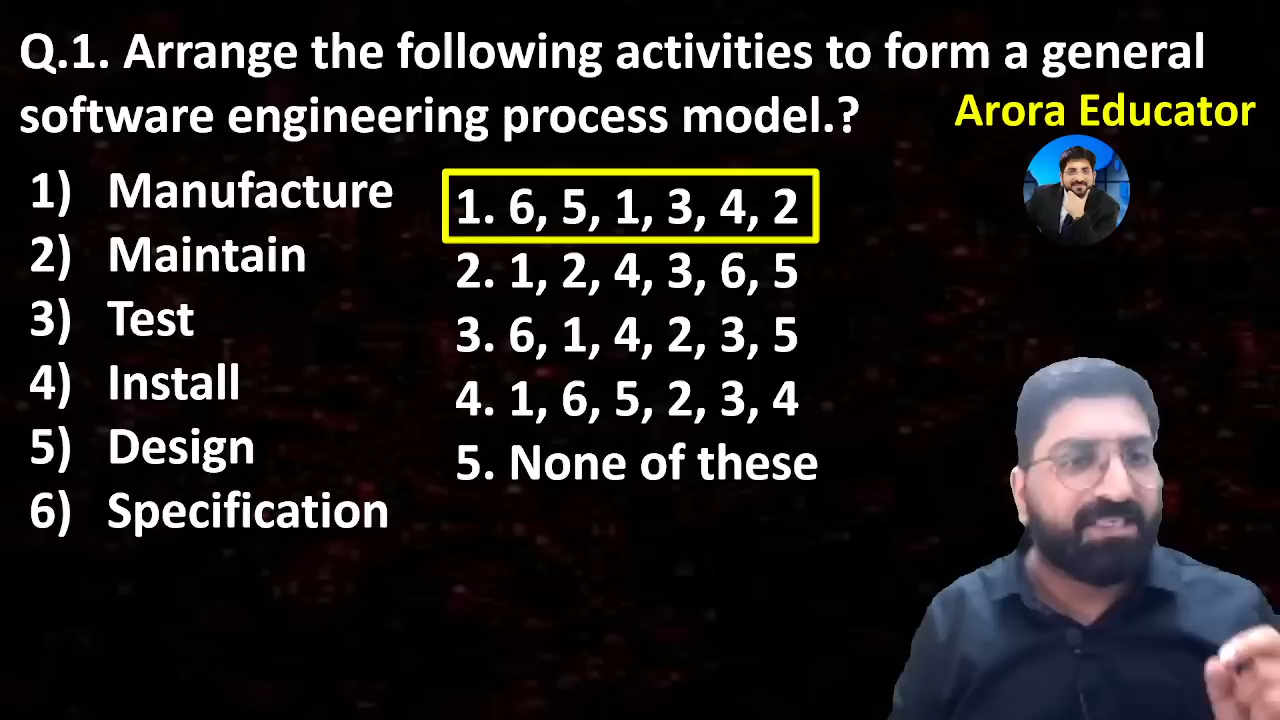 Q.1. Arrange the following activities to form a general
software engineering process model.?
Arora Educator
1) Manufacture
2) Maintain
3) Test
4) Install
5) Design
6) Specification
1. 6, 5, 1, 3, 4, 2
2. 1, 2, 4, 3, 6, 5
3. 6, 1, 4, 2, 3, 5
4. 1, 6, 5, 2, 3, 4
5. None of these